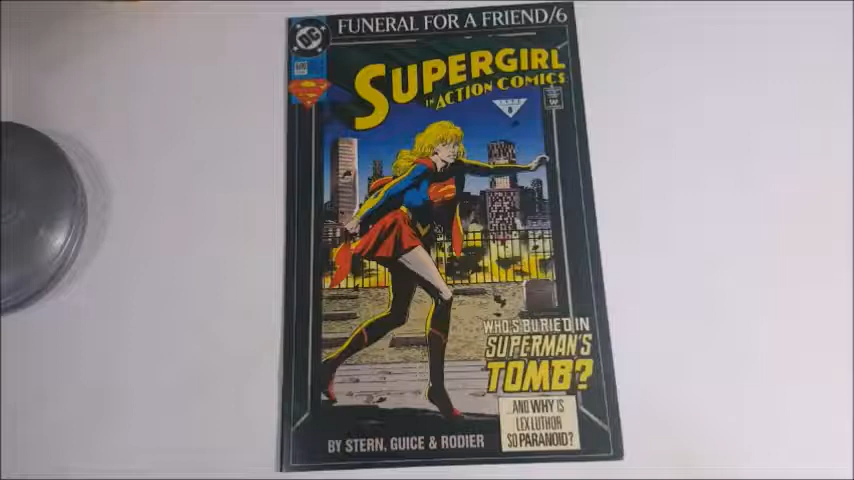 FUNERAL FOR A FRIEND/6
DC
SUPERGIRL
IN ACTION COMICS
WHO'S BURIED IN
SUPERMAN'S
TOMB?
...AND WHY IS
LEX LUTHOR
SO PARANOID?
BY STERN, GUICE & RODIER